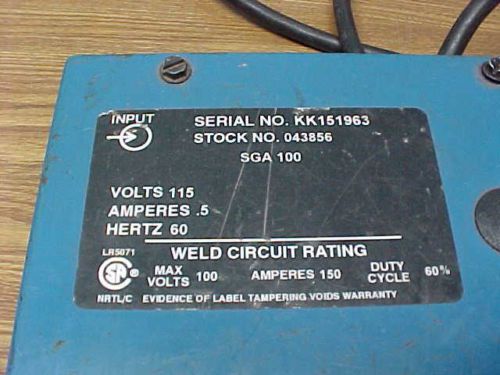 INPUT
SERIAL NO. KK151963
STOCK NO. 043856
SGA 100
VOLTS 115
AMPERES .5
HERTZ 60
LR5071
WELD CIRCUIT RATING
SA ®
MAX VOLTS 100 AMPERES 150 DUTY CYCLE 60%
NRTL/C EVIDENCE OF LABEL TAMPERING VOIDS WARRANTY